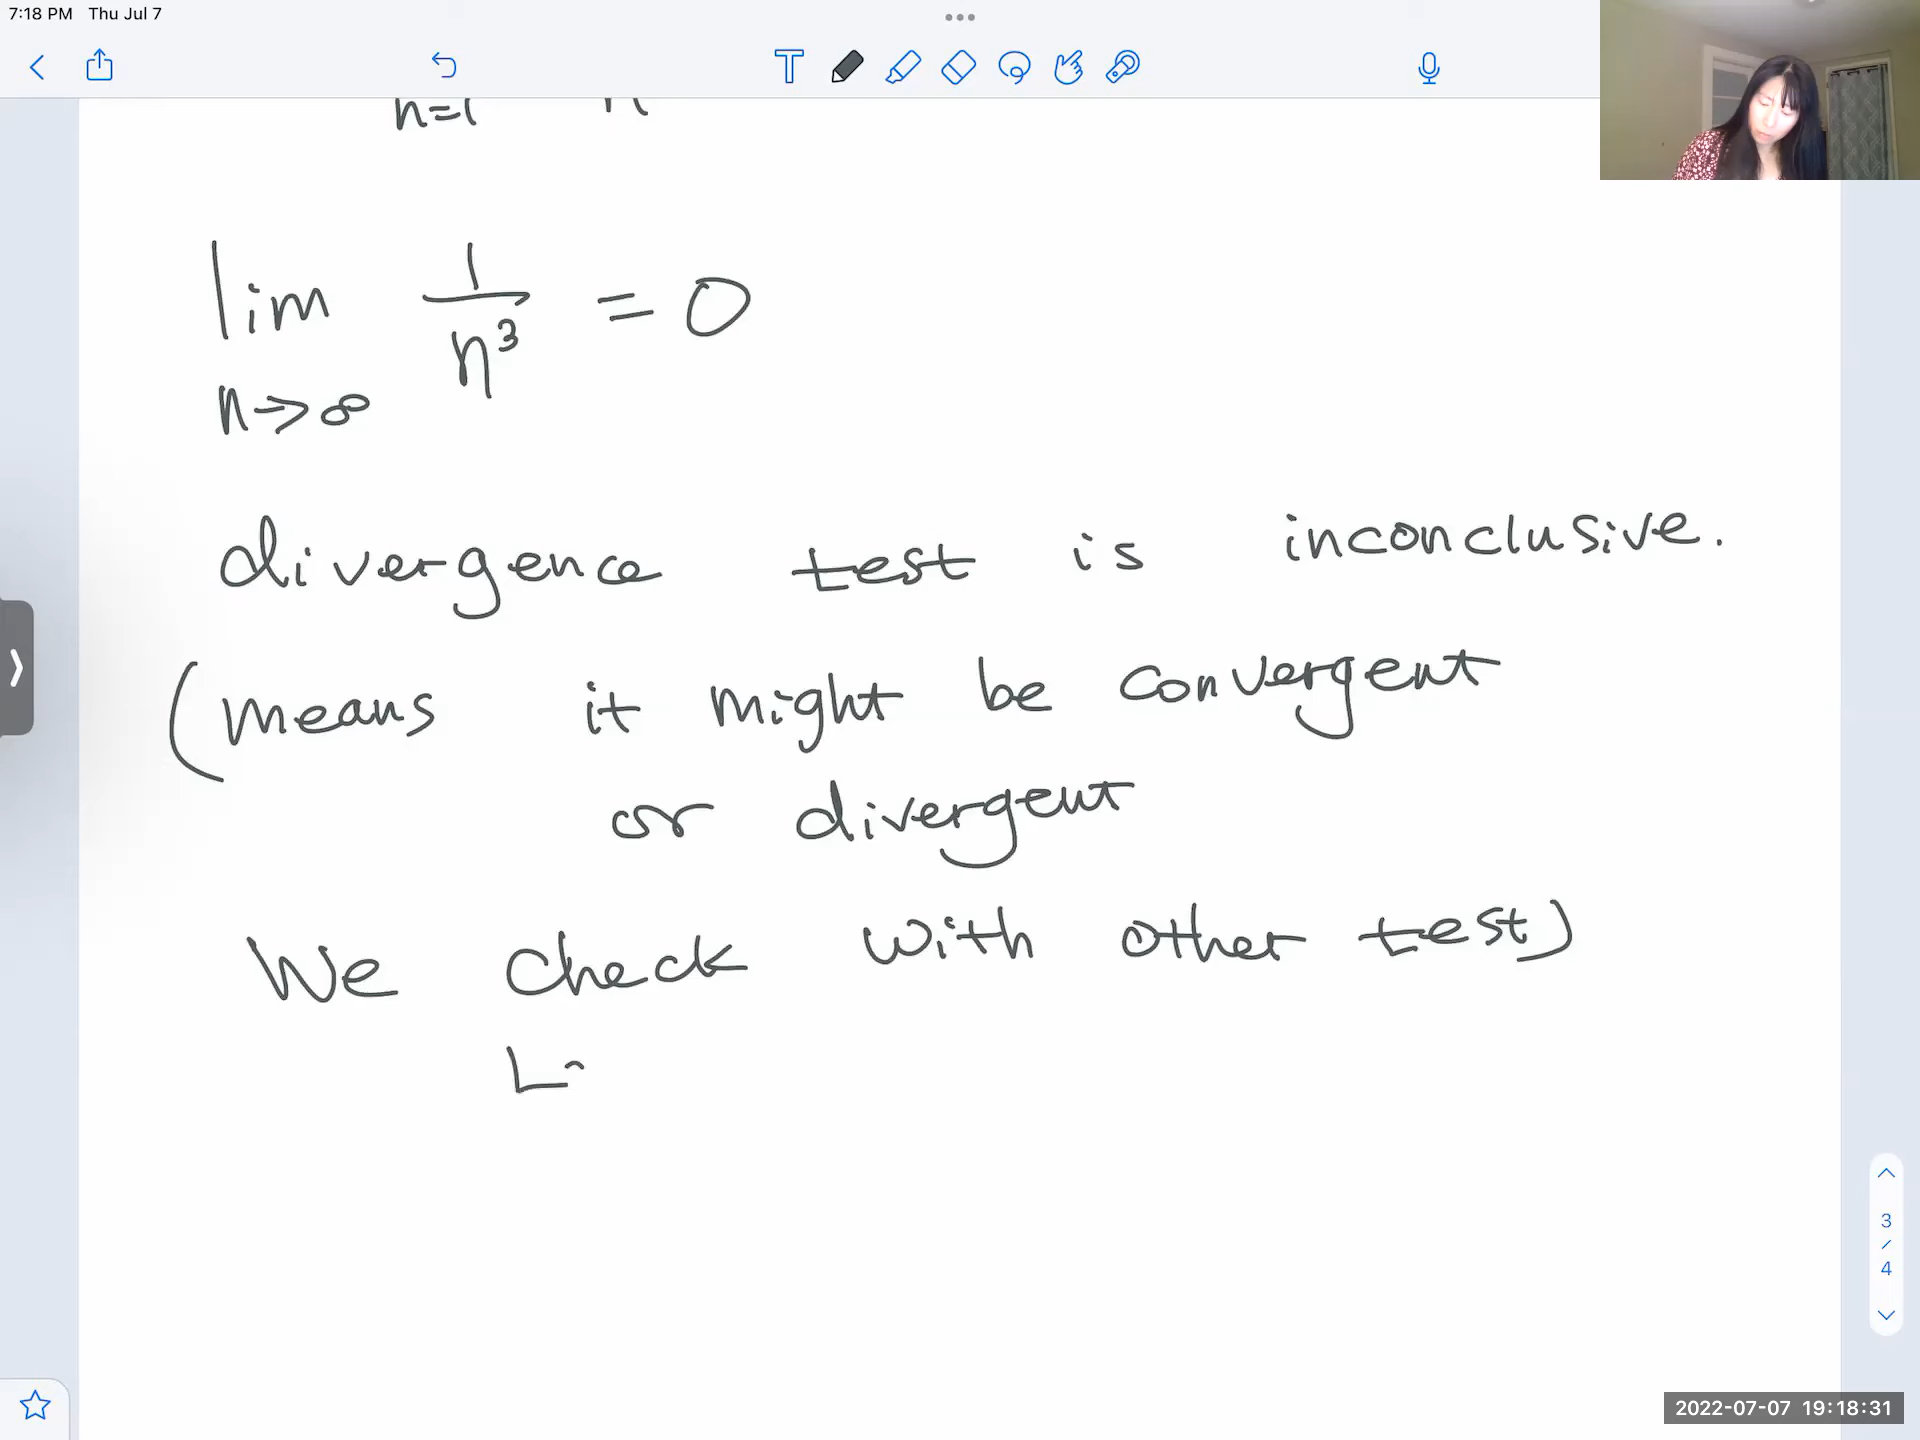 7:18 PM Thu Jul 7
T
n=1
lim 1/n³ = 0
n→∞
divergence test is inconclusive.
(means it might be convergent
or divergent
We check with other test)
3
/
4
2022-07-07 19:18:31